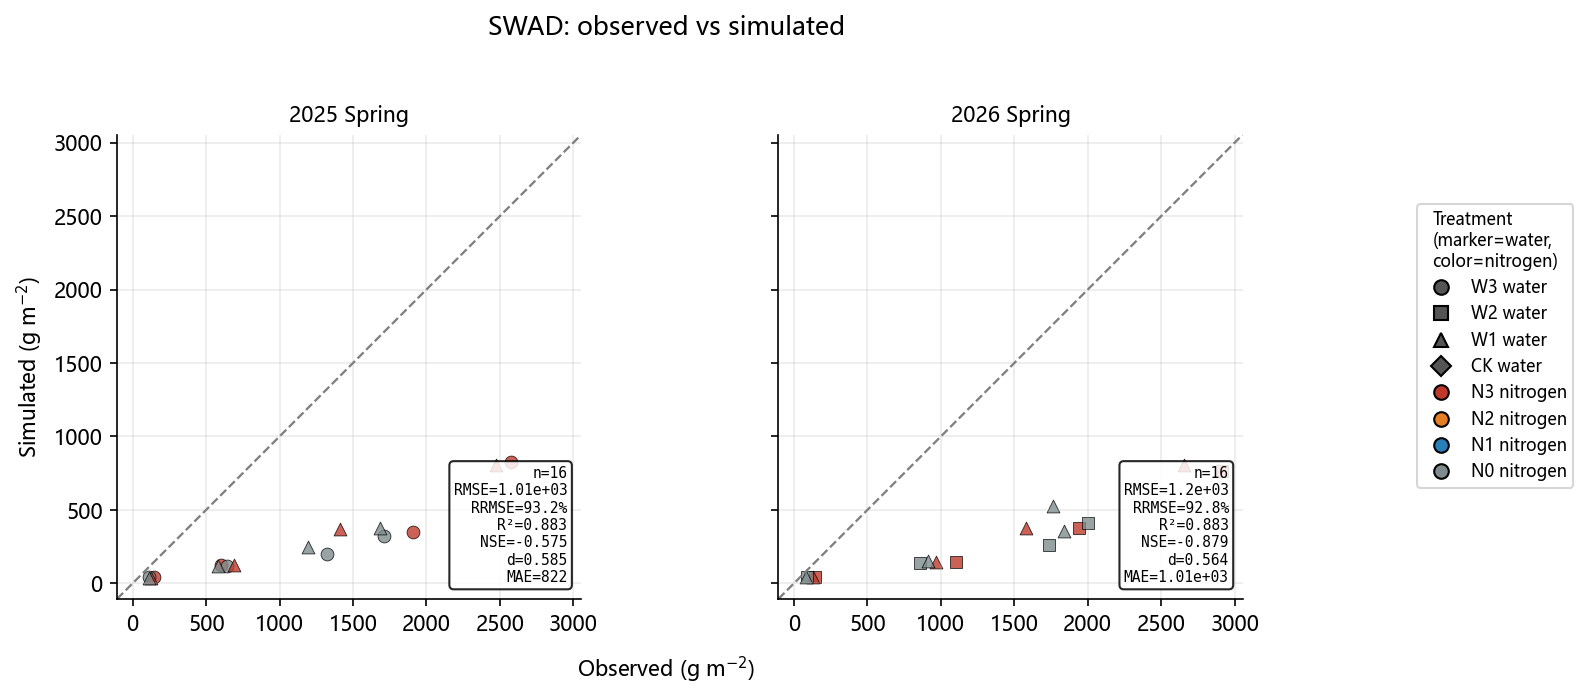 SWAD: observed vs simulated
2025 Spring
2026 Spring
Simulated (g m⁻²)
3000
2500
2000
1500
1000
500
0
n=16
RMSE=1.01e+03
RRMSE=93.2%
R²=0.883
NSE=-0.575
d=0.585
MAE=822
n=16
RMSE=1.2e+03
RRMSE=92.8%
R²=0.883
NSE=-0.879
d=0.564
MAE=1.01e+03
0 500 1000 1500 2000 2500 3000
0 500 1000 1500 2000 2500 3000
Observed (g m⁻²)
Treatment
(marker=water,
color=nitrogen)
W3 water
W2 water
W1 water
CK water
N3 nitrogen
N2 nitrogen
N1 nitrogen
N0 nitrogen